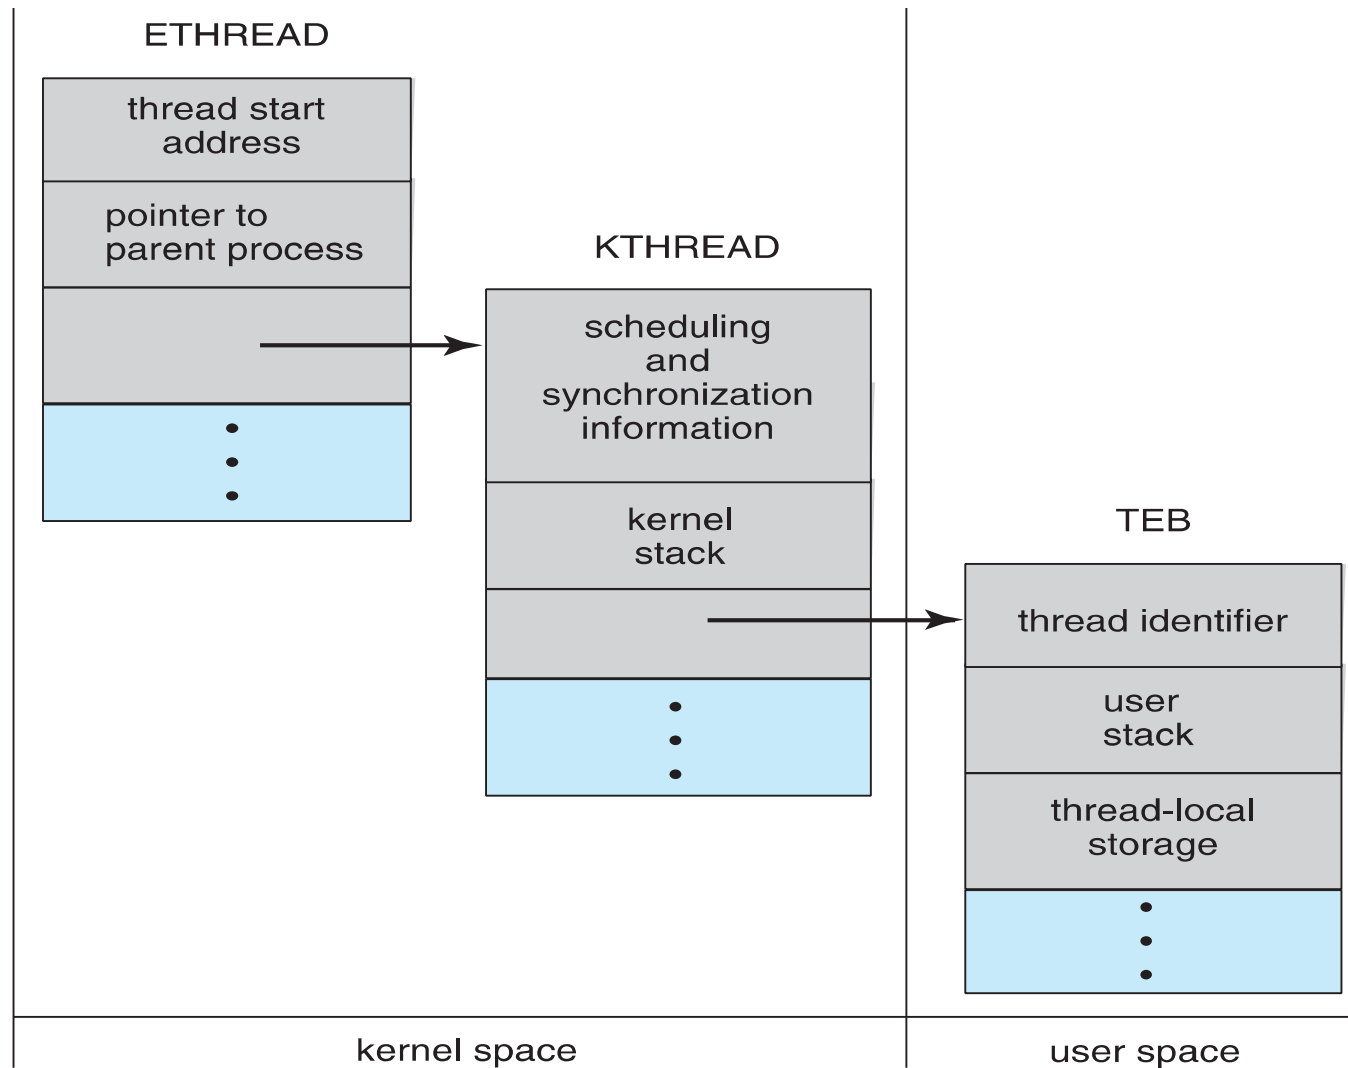 ETHREAD
thread start
address
pointer to
parent process
KTHREAD
scheduling
and
synchronization
information
kernel
stack
TEB
thread identifier
user
stack
thread-local
storage
kernel space
user space